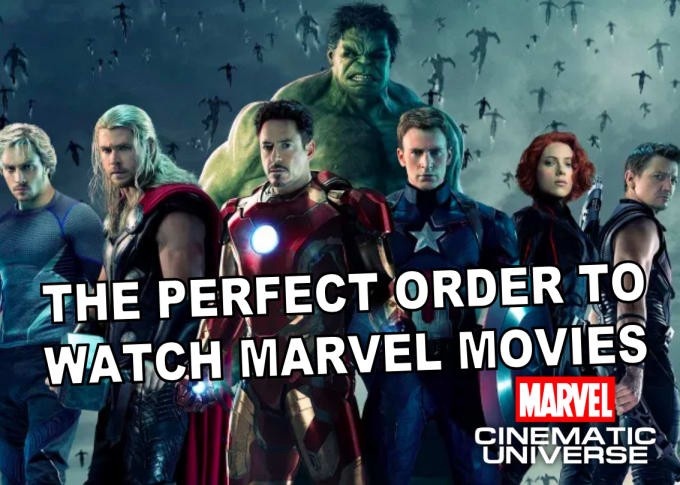 THE PERFECT ORDER TO
WATCH MARVEL MOVIES
MARVEL
CINEMATIC
UNIVERSE